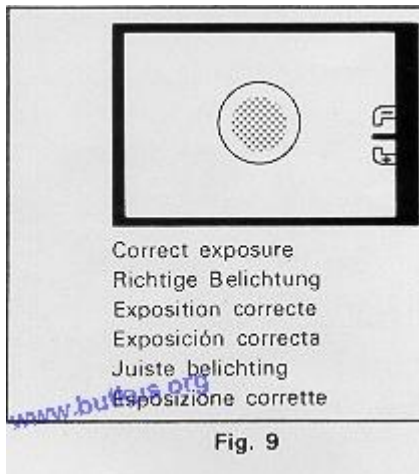 Correct exposure
Richtige Belichtung
Exposition correcte
Exposición correcta
Juiste belichting
Esposizione corrette
www.butkus.org
Fig. 9